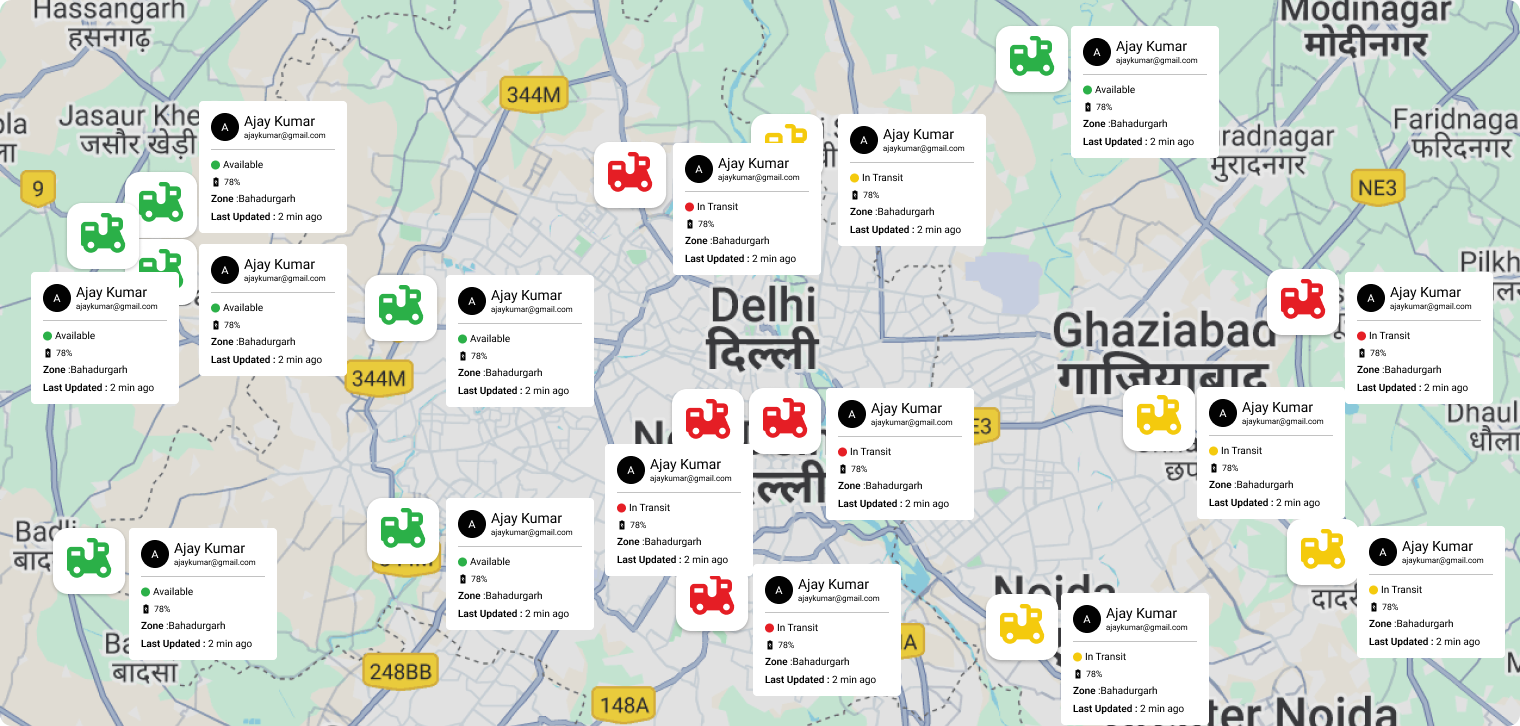 Hassangarh
हसनगढ़
Modinagar
मोदीनगर
344M
A
Ajay Kumar
ajaykumar@gmail.com
Available
78%
Zone :Bahadurgarh
Last Updated : 2 min ago
Jasaur Khe
जसौर खेड़ी
A
Ajay Kumar
ajaykumar@gmail.com
Available
78%
Zone :Bahadurgarh
Last Updated : 2 min ago
Faridnaga
फरिदनगर
radnagar
मुरादनगर
9
NE3
A
Ajay Kumar
ajaykumar@gmail.com
In Transit
78%
Zone :Bahadurgarh
Last Updated : 2 min ago
A
Ajay Kumar
ajaykumar@gmail.com
In Transit
78%
Zone :Bahadurgarh
Last Updated : 2 min ago
A
Ajay Kumar
ajaykumar@gmail.com
Available
78%
Zone :Bahadurgarh
Last Updated : 2 min ago
A
Ajay Kumar
ajaykumar@gmail.com
Available
78%
Zone :Bahadurgarh
Last Updated : 2 min ago
A
Ajay Kumar
ajaykumar@gmail.com
Available
78%
Zone :Bahadurgarh
Last Updated : 2 min ago
Delhi
दिल्ली
Ghaziabad
गाज़ियाबाद
Pilkh
A
Ajay Kumar
ajaykumar@gmail.com
In Transit
78%
Zone :Bahadurgarh
Last Updated : 2 min ago
344M
Dhaul
धौला
E3
A
Ajay Kumar
ajaykumar@gmail.com
In Transit
78%
Zone :Bahadurgarh
Last Updated : 2 min ago
A
Ajay Kumar
ajaykumar@gmail.com
In Transit
78%
Zone :Bahadurgarh
Last Updated : 2 min ago
छप
A
Ajay Kumar
ajaykumar@gmail.com
In Transit
78%
Zone :Bahadurgarh
Last Updated : 2 min ago
ल्ली
Badli
बाद
A
Ajay Kumar
ajaykumar@gmail.com
Available
78%
Zone :Bahadurgarh
Last Updated : 2 min ago
A
Ajay Kumar
ajaykumar@gmail.com
Available
78%
Zone :Bahadurgarh
Last Updated : 2 min ago
A
Ajay Kumar
ajaykumar@gmail.com
In Transit
78%
Zone :Bahadurgarh
Last Updated : 2 min ago
दादरी
Noida
A
Ajay Kumar
ajaykumar@gmail.com
In Transit
78%
Zone :Bahadurgarh
Last Updated : 2 min ago
A
Ajay Kumar
ajaykumar@gmail.com
In Transit
78%
Zone :Bahadurgarh
Last Updated : 2 min ago
Ba
बादसा
A
248BB
148A
ter Noida